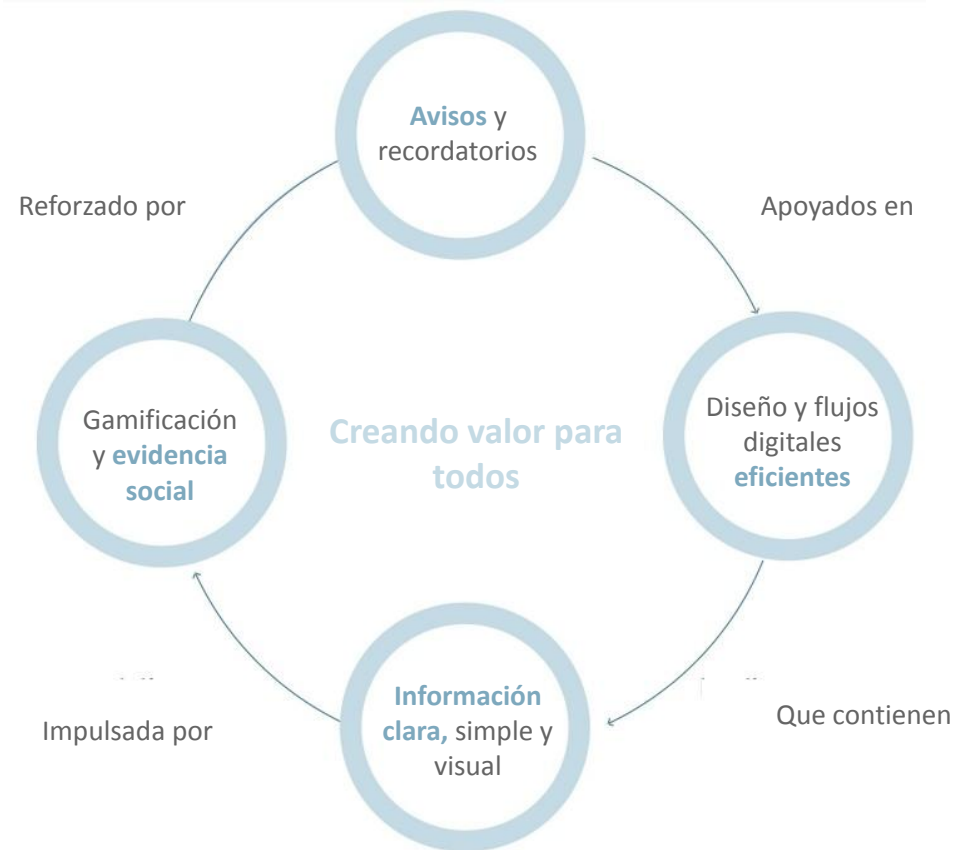 Avisos y
recordatorios
Reforzado por
Apoyados en
Gamificación
y evidencia
social
Creando valor para
todos
Diseño y flujos
digitales
eficientes
Información
clara, simple y
visual
Impulsada por
Que contienen